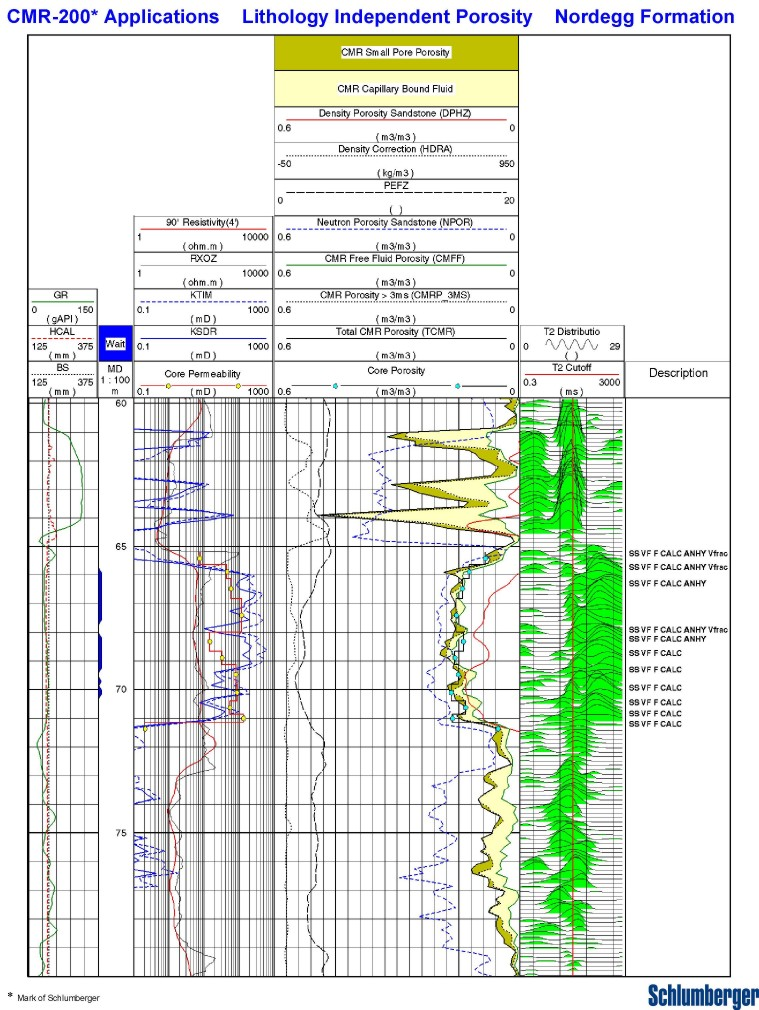 CMR-200* Applications Lithology Independent Porosity Nordegg Formation
CMR Small Pore Porosity
CMR Capillary Bound Fluid
Density Porosity Sandstone (DPHZ)
0.6 0
( m3/m3 )
Density Correction (HDRA)
-50 950
( kg/m3 )
PEFZ
0 20
( )
90' Resistivity(4')
1 10000
( ohm.m )
Neutron Porosity Sandstone (NPOR)
0.6 0
( m3/m3 )
RXOZ
1 10000
( ohm.m )
CMR Free Fluid Porosity (CMFF)
0.6 0
( m3/m3 )
GR
0 150
( gAPI )
KTIM
0.1 1000
( mD )
CMR Porosity > 3ms (CMRP_3MS)
0.6 0
( m3/m3 )
HCAL
125 375
( mm )
Wait
KSDR
0.1 1000
( mD )
Total CMR Porosity (TCMR)
0.6 0
( m3/m3 )
T2 Distributio
0 29
( )
BS
125 375
( mm )
MD
1 : 100
m
Core Permeability
0.1 1000
( mD )
Core Porosity
0.6 0
(m3/m3 )
T2 Cutoff
0.3 3000
( ms )
Description
60
65
SS VF F CALC ANHY Vfrac
SS VF F CALC ANHY Vfrac
SS VF F CALC ANHY
SS VF F CALC ANHY Vfrac
SS VF F CALC ANHY
SS VF F CALC
SS VF F CALC
70
SS VF F CALC
SS VF F CALC
SS VF F CALC
SS VF F CALC
75
* Mark of Schlumberger
Schlumberger